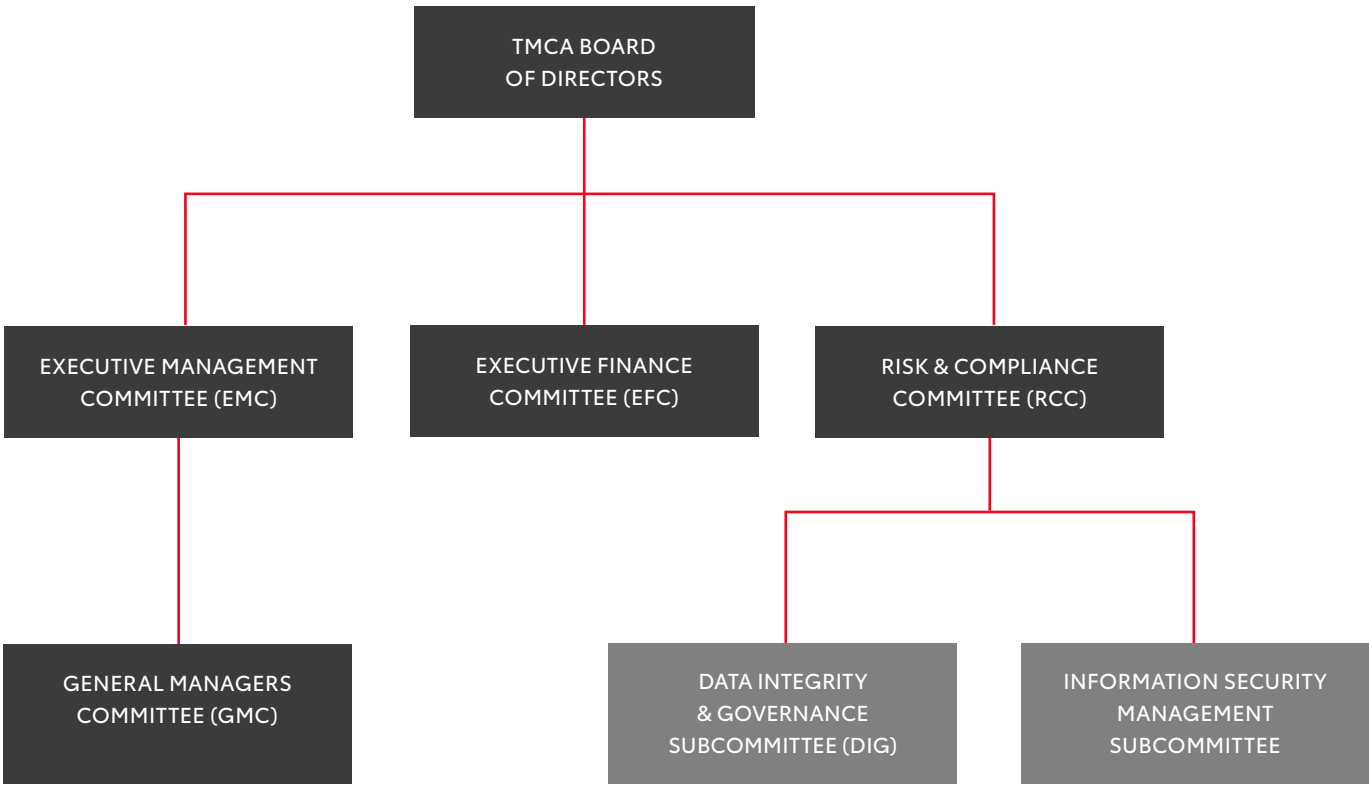 TMCA BOARD
OF DIRECTORS
EXECUTIVE MANAGEMENT
COMMITTEE (EMC)
EXECUTIVE FINANCE
COMMITTEE (EFC)
RISK & COMPLIANCE
COMMITTEE (RCC)
GENERAL MANAGERS
COMMITTEE (GMC)
DATA INTEGRITY
& GOVERNANCE
SUBCOMMITTEE (DIG)
INFORMATION SECURITY
MANAGEMENT
SUBCOMMITTEE